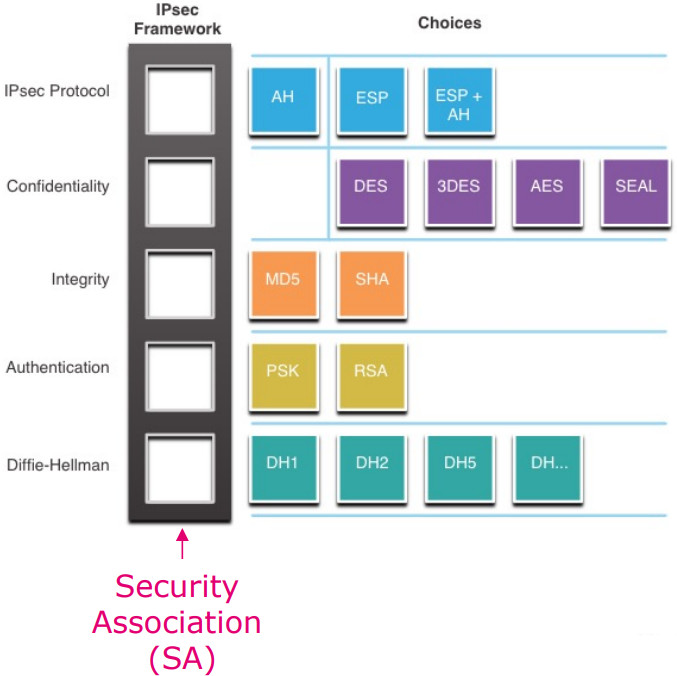 IPsec
Framework
Choices
IPsec Protocol
AH
ESP
ESP +
AH
Confidentiality
DES
3DES
AES
SEAL
Integrity
MD5
SHA
Authentication
PSK
RSA
Diffie-Hellman
DH1
DH2
DH5
DH...
Security
Association
(SA)